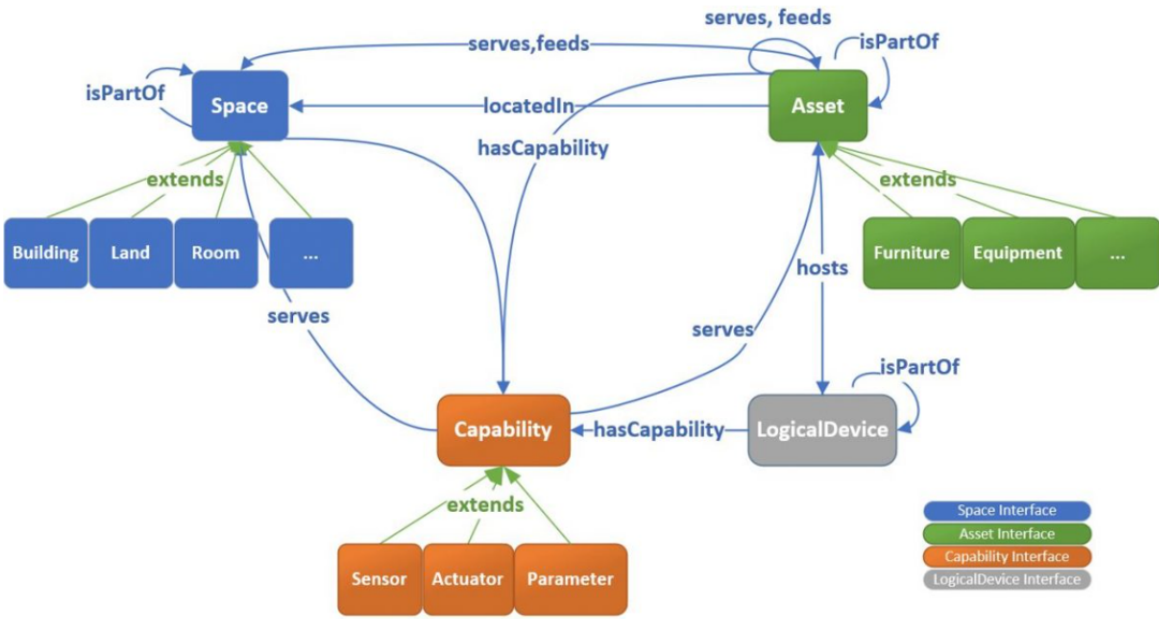 serves, feeds
serves,feeds
isPartOf
isPartOf
Space
locatedIn
Asset
hasCapability
extends
extends
Building
Land
Room
...
Furniture
Equipment
...
hosts
serves
serves
isPartOf
Capability
hasCapability
LogicalDevice
extends
Space Interface
Asset Interface
Capability Interface
LogicalDevice Interface
Sensor
Actuator
Parameter